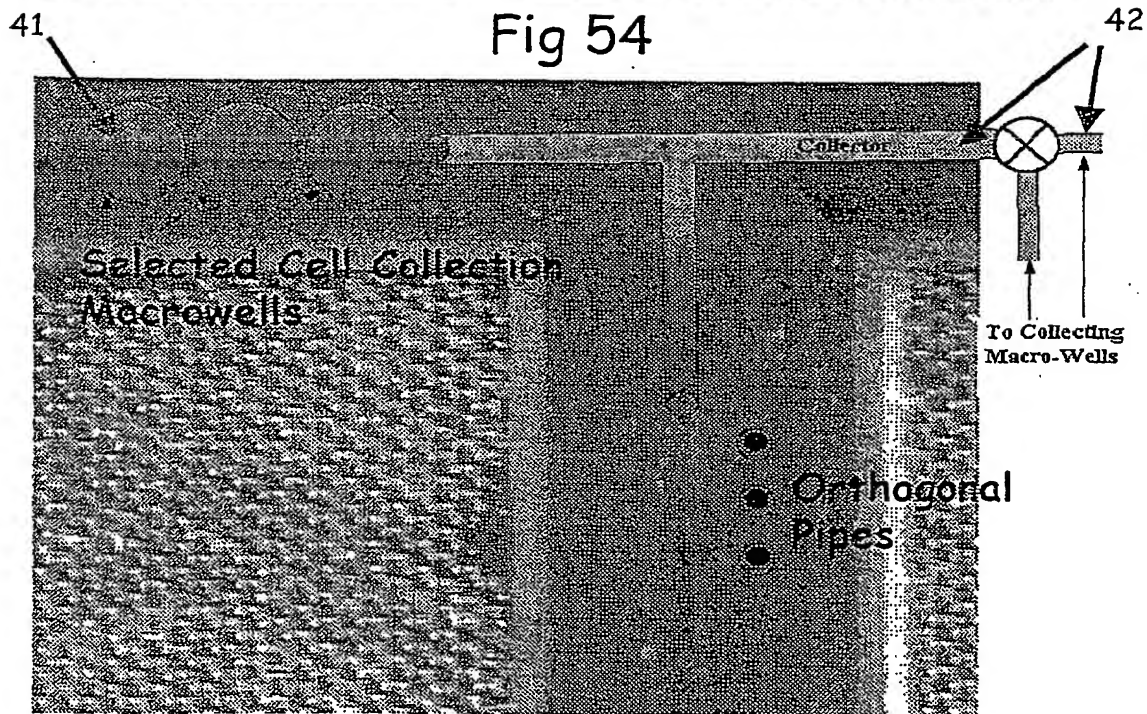 41
Fig 54
42
Collector
Selected Cell Collection
Macrowells
To Collecting
Macro-Wells
Orthagonal
Pipes